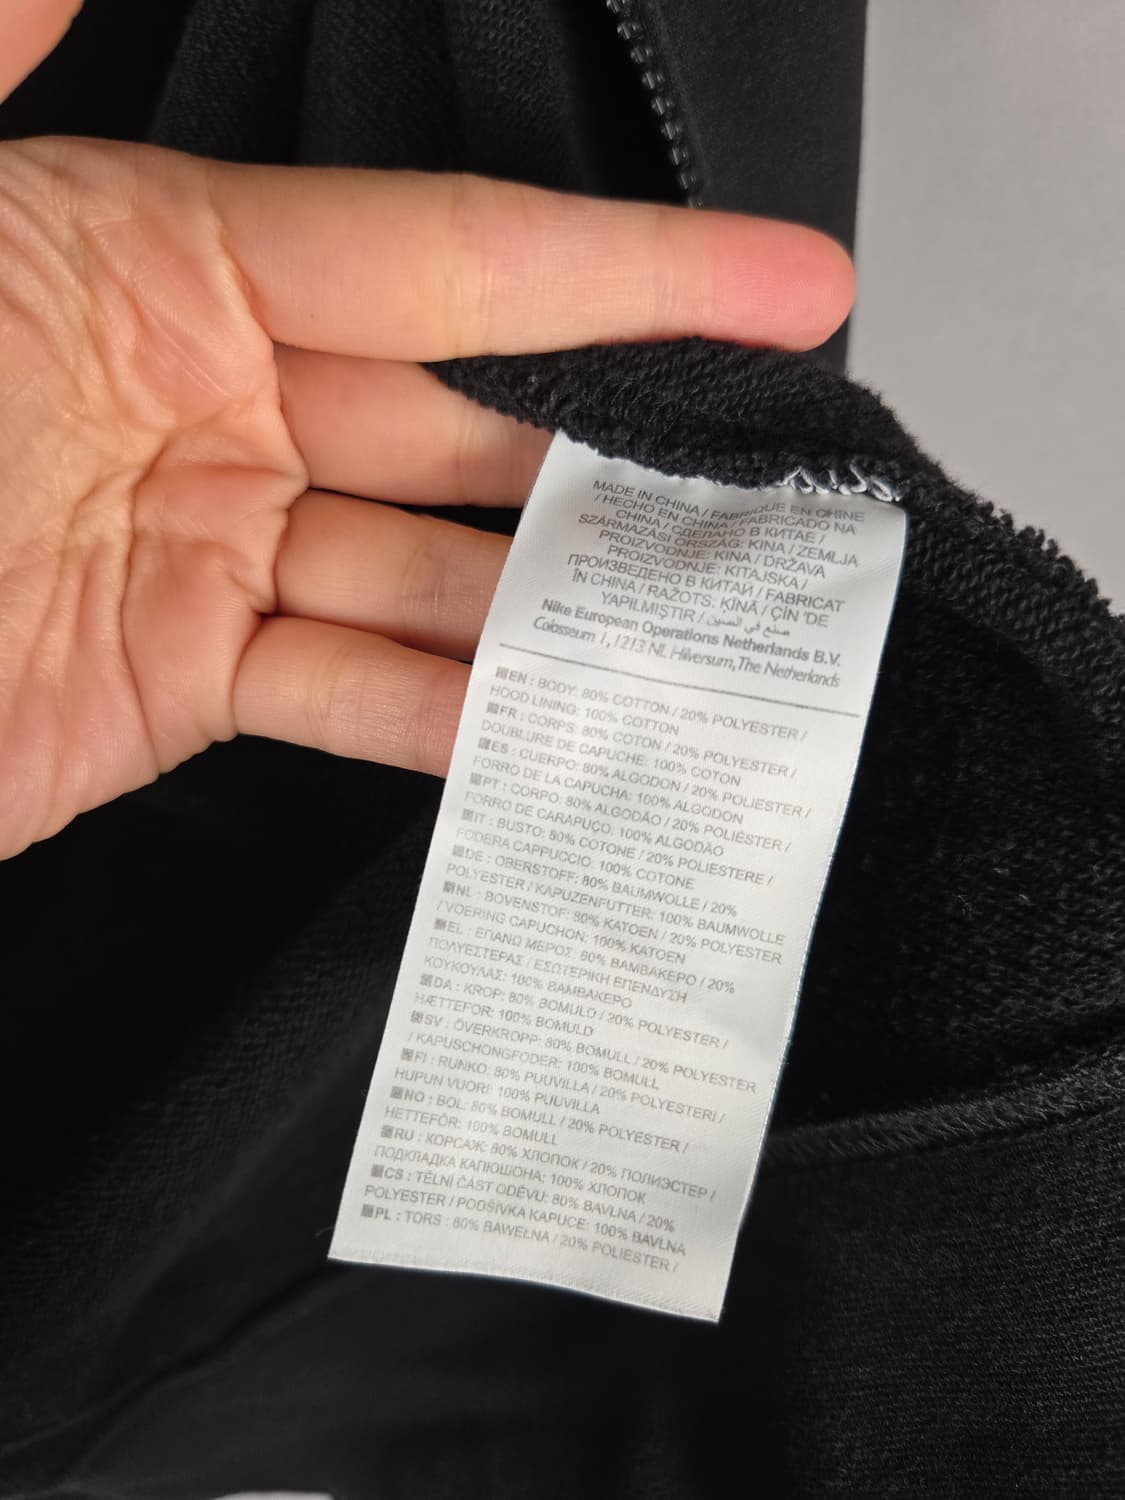 MADE IN CHINA / FABRIQUE EN CHINE
/ HECHO EN CHINA / FABRICADO NA
CHINA / СДЕЛАНО В КИТАЕ /
SZÁRMAZÁSI ORSZÁG: KÍNA / ZEMLJA
PROIZVODNJE: KINA / DRŽAVA
PROIZVODNJE: KITAJSKA /
ПРОИЗВЕДЕНО В КИТАЙ / FABRICAT
ÎN CHINA / RAŽOTS: ĶĪNĀ / ÇİN 'DE
YAPILMIŞTIR / صنع في الصين
Nike European Operations Netherlands B.V.
Colosseum 1, 1213 NL Hilversum, The Netherlands
EN : BODY: 80% COTTON / 20% POLYESTER /
HOOD LINING: 100% COTTON
FR : CORPS: 80% COTON / 20% POLYESTER /
DOUBLURE DE CAPUCHE: 100% COTON
ES : CUERPO: 80% ALGODON / 20% POLIESTER /
FORRO DE LA CAPUCHA: 100% ALGODON
PT : CORPO: 80% ALGODÃO / 20% POLIÉSTER /
FORRO DE CARAPUÇO: 100% ALGODÃO
IT : BUSTO: 80% COTONE / 20% POLIESTERE /
FODERA CAPPUCCIO: 100% COTONE
DE : OBERSTOFF: 80% BAUMWOLLE / 20%
POLYESTER / KAPUZENFUTTER: 100% BAUMWOLLE
NL : BOVENSTOF: 80% KATOEN / 20% POLYESTER
/ VOERING CAPUCHON: 100% KATOEN
EL : ΕΠΑΝΩ ΜΕΡΟΣ: 80% ΒΑΜΒΑΚΕΡΟ / 20%
ΠΟΛΥΕΣΤΕΡΑΣ / ΕΣΩΤΕΡΙΚΗ ΕΠΕΝΔΥΣΗ
ΚΟΥΚΟΥΛΑΣ: 100% ΒΑΜΒΑΚΕΡΟ
DA : KROP: 80% BOMULD / 20% POLYESTER /
HÆTTEFOR: 100% BOMULD
SV : ÖVERKROPP: 80% BOMULL / 20% POLYESTER
/ KAPUSCHONGFODER: 100% BOMULL
FI : RUNKO: 80% PUUVILLA / 20% POLYESTERI /
HUPUN VUORI: 100% PUUVILLA
NO : BOL: 80% BOMULL / 20% POLYESTER /
HETTEFÔR: 100% BOMULL
RU : КОРСАЖ: 80% ХЛОПОК / 20% ПОЛИЭСТЕР /
ПОДКЛАДКА КАПЮШОНА: 100% ХЛОПОК
CS : TĚLNÍ ČÁST ODĚVU: 80% BAVLNA / 20%
POLYESTER / PODŠÍVKA KAPUCE: 100% BAVLNA
PL : TORS : 80% BAWEŁNA / 20% POLIESTER /